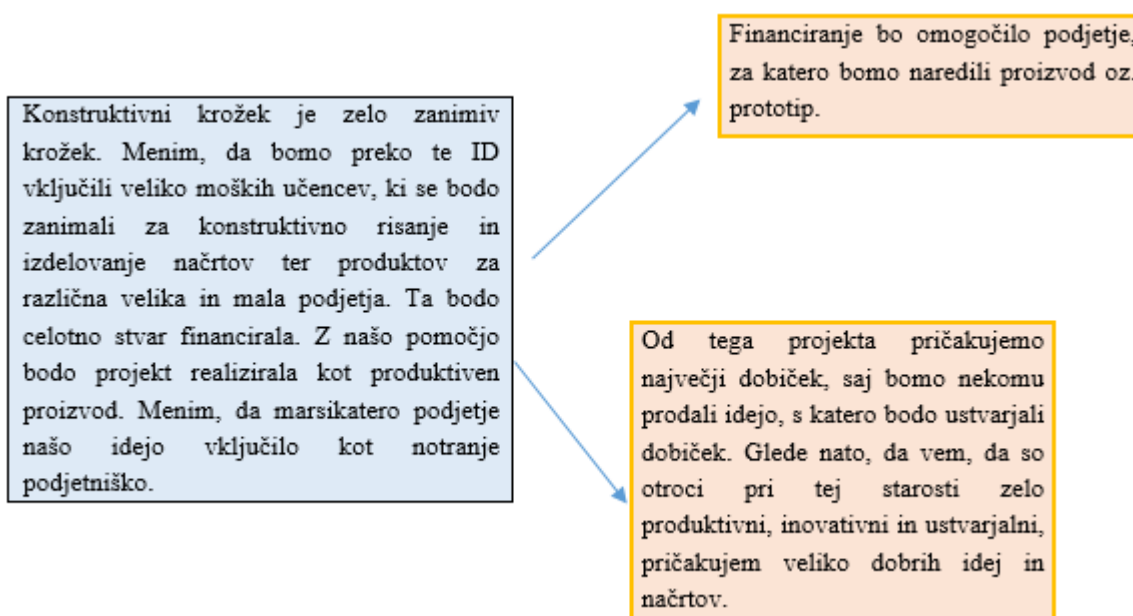 Financiranje bo omogočilo podjetje,
za katero bomo naredili proizvod oz.
prototip.
Konstruktivni krožek je zelo zanimiv
krožek. Menim, da bomo preko te ID
vključili veliko moških učencev, ki se bodo
zanimali za konstruktivno risanje in
izdelovanje načrtov ter produktov za
različna velika in mala podjetja. Ta bodo
celotno stvar financirala. Z našo pomočjo
bodo projekt realizirala kot produktiven
proizvod. Menim, da marsikatero podjetje
našo idejo vključilo kot notranje
podjetniško.
Od tega projekta pričakujemo
največji dobiček, saj bomo nekomu
prodali idejo, s katero bodo ustvarjali
dobiček. Glede nato, da vem, da so
otroci pri tej starosti zelo
produktivni, inovativni in ustvarjalni,
pričakujem veliko dobrih idej in
načrtov.